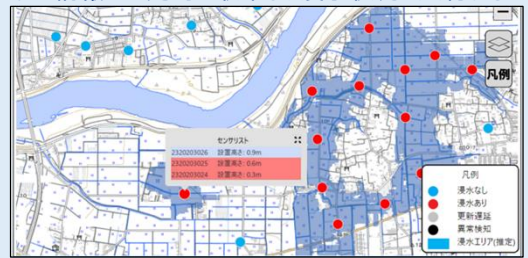 凡例
センサリスト
2320203026 設置高さ: 0.9m
2320203025 設置高さ: 0.6m
2320203024 設置高さ: 0.3m
凡例
浸水なし
浸水あり
更新遅延
異常検知
浸水エリア(推定)